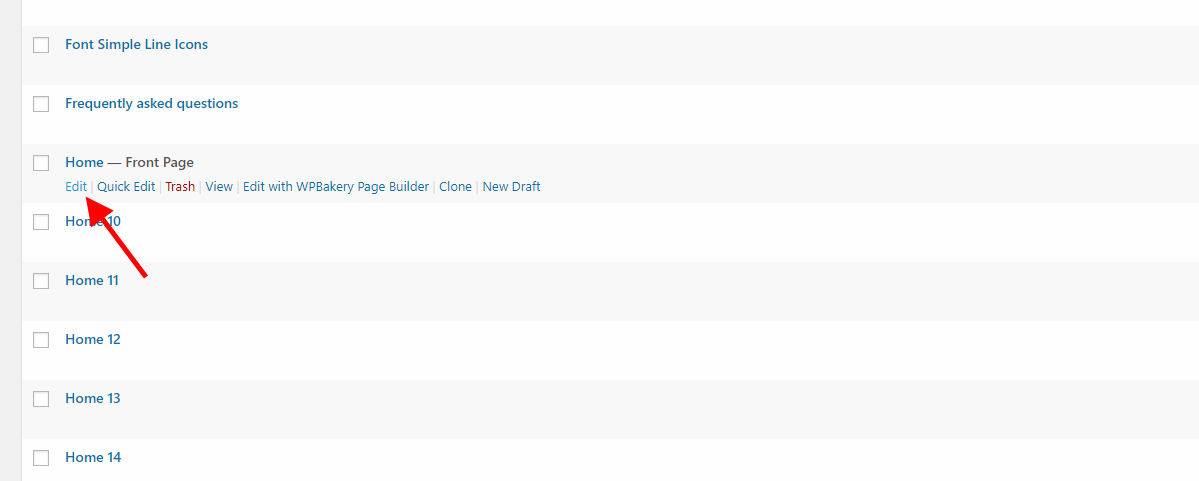 Font Simple Line Icons
Frequently asked questions
Home — Front Page
Edit | Quick Edit | Trash | View | Edit with WPBakery Page Builder | Clone | New Draft
Home 10
Home 11
Home 12
Home 13
Home 14